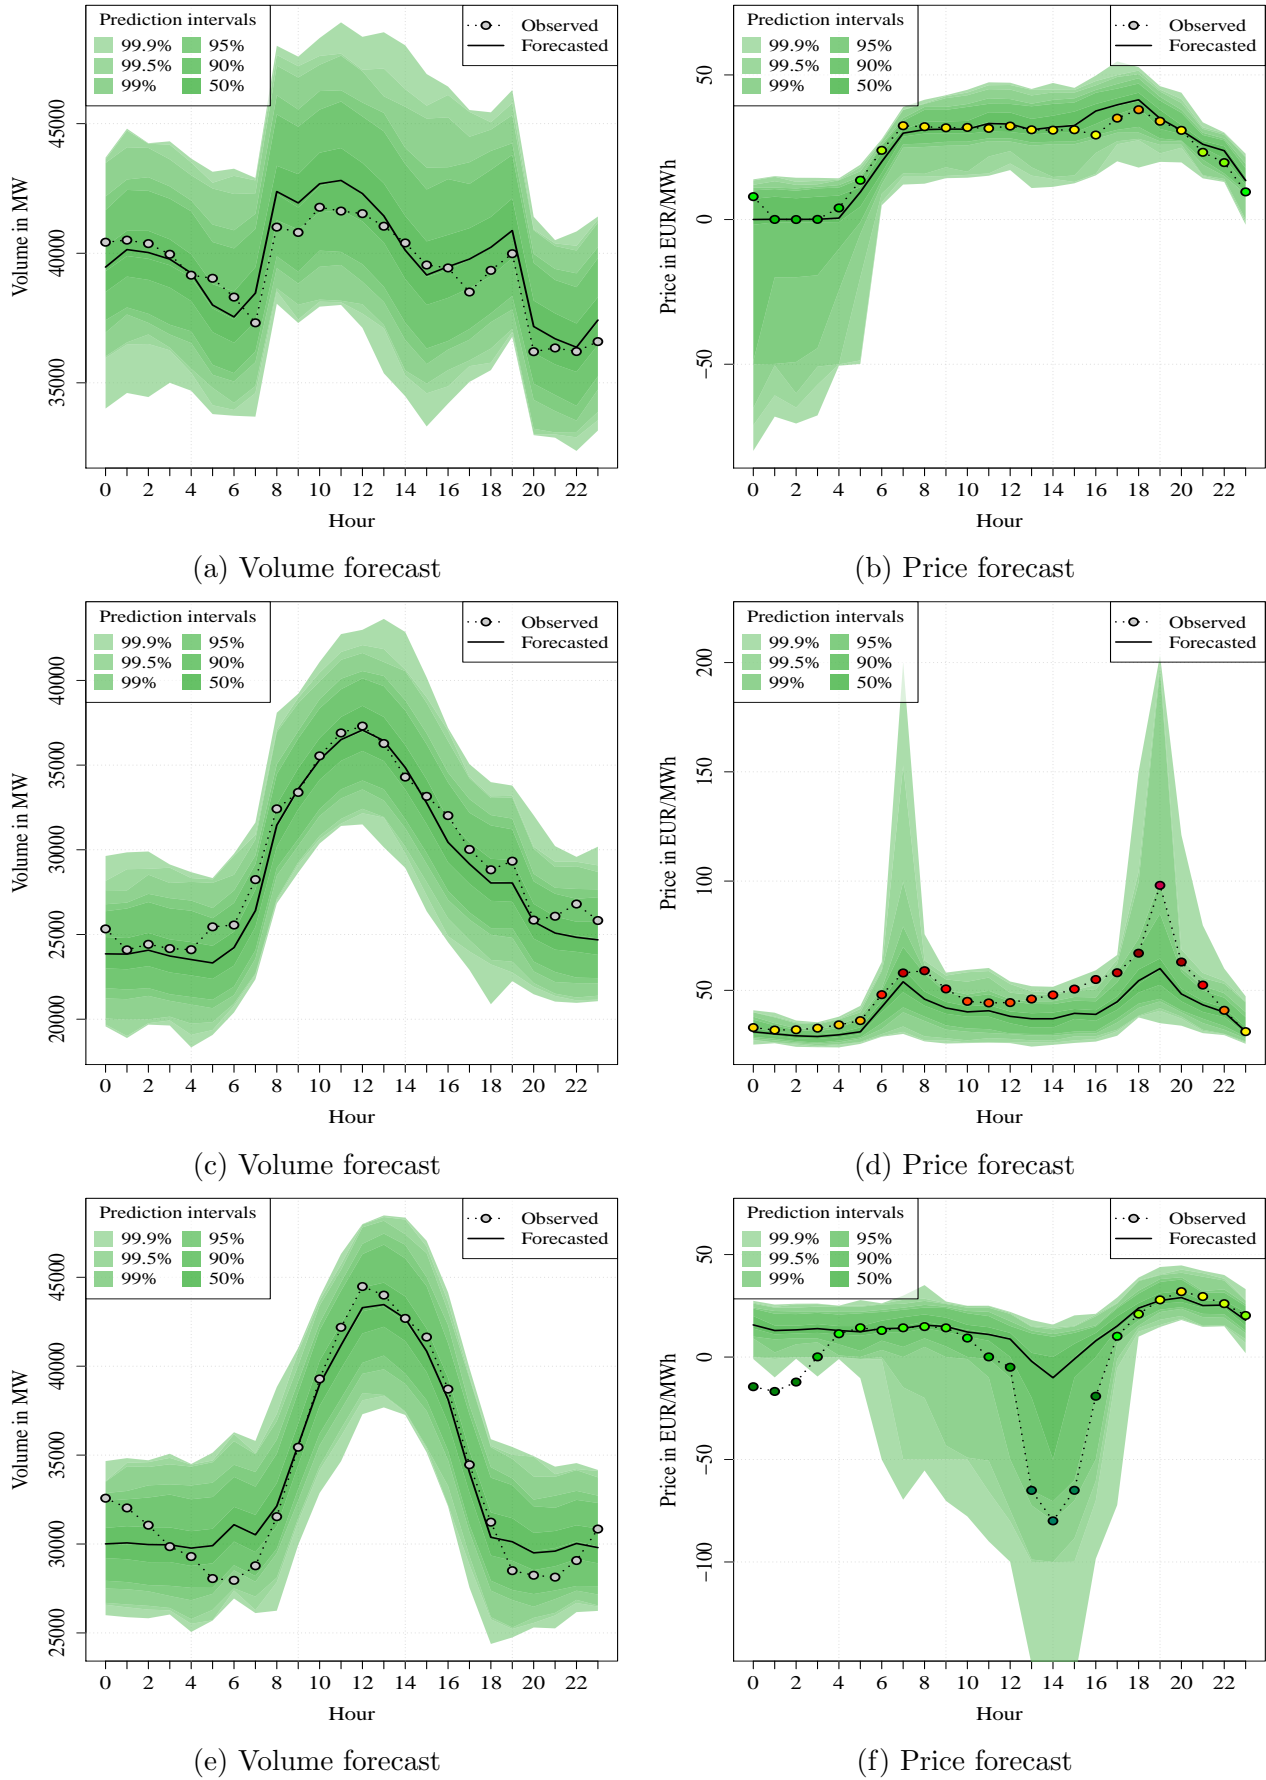 Prediction intervals
99.9% 95%
99.5% 90%
99% 50%
Observed
Forecasted
Volume in MW
45000
40000
35000
0 2 4 6 8 10 12 14 16 18 20 22
Hour
(a) Volume forecast
Prediction intervals
99.9% 95%
99.5% 90%
99% 50%
Observed
Forecasted
Price in EUR/MWh
50
0
−50
0 2 4 6 8 10 12 14 16 18 20 22
Hour
(b) Price forecast
Prediction intervals
99.9% 95%
99.5% 90%
99% 50%
Observed
Forecasted
Volume in MW
40000
35000
30000
25000
20000
0 2 4 6 8 10 12 14 16 18 20 22
Hour
(c) Volume forecast
Prediction intervals
99.9% 95%
99.5% 90%
99% 50%
Observed
Forecasted
Price in EUR/MWh
200
150
100
50
0 2 4 6 8 10 12 14 16 18 20 22
Hour
(d) Price forecast
Prediction intervals
99.9% 95%
99.5% 90%
99% 50%
Observed
Forecasted
Volume in MW
45000
40000
35000
30000
25000
0 2 4 6 8 10 12 14 16 18 20 22
Hour
(e) Volume forecast
Prediction intervals
99.9% 95%
99.5% 90%
99% 50%
Observed
Forecasted
Price in EUR/MWh
50
0
−50
−100
0 2 4 6 8 10 12 14 16 18 20 22
Hour
(f) Price forecast